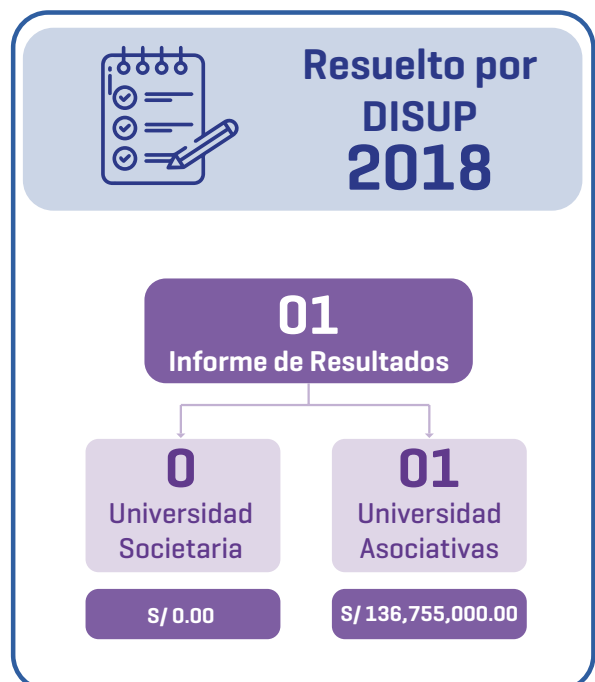 Resuelto por
DISUP
2018
01
Informe de Resultados
0
Universidad
Societaria
01
Universidad
Asociativas
S/ 0.00
S/ 136,755,000.00